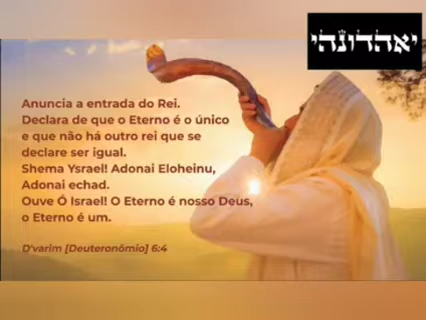 יאהדונהי
Anuncia a entrada do Rei.
Declara de que o Eterno é o único
e que não há outro rei que se
declare ser igual.
Shema Ysrael! Adonai Eloheinu,
Adonai echad.
Ouve Ó Israel! O Eterno é nosso Deus,
o Eterno é um.
D'varim [Deuteronômio] 6:4